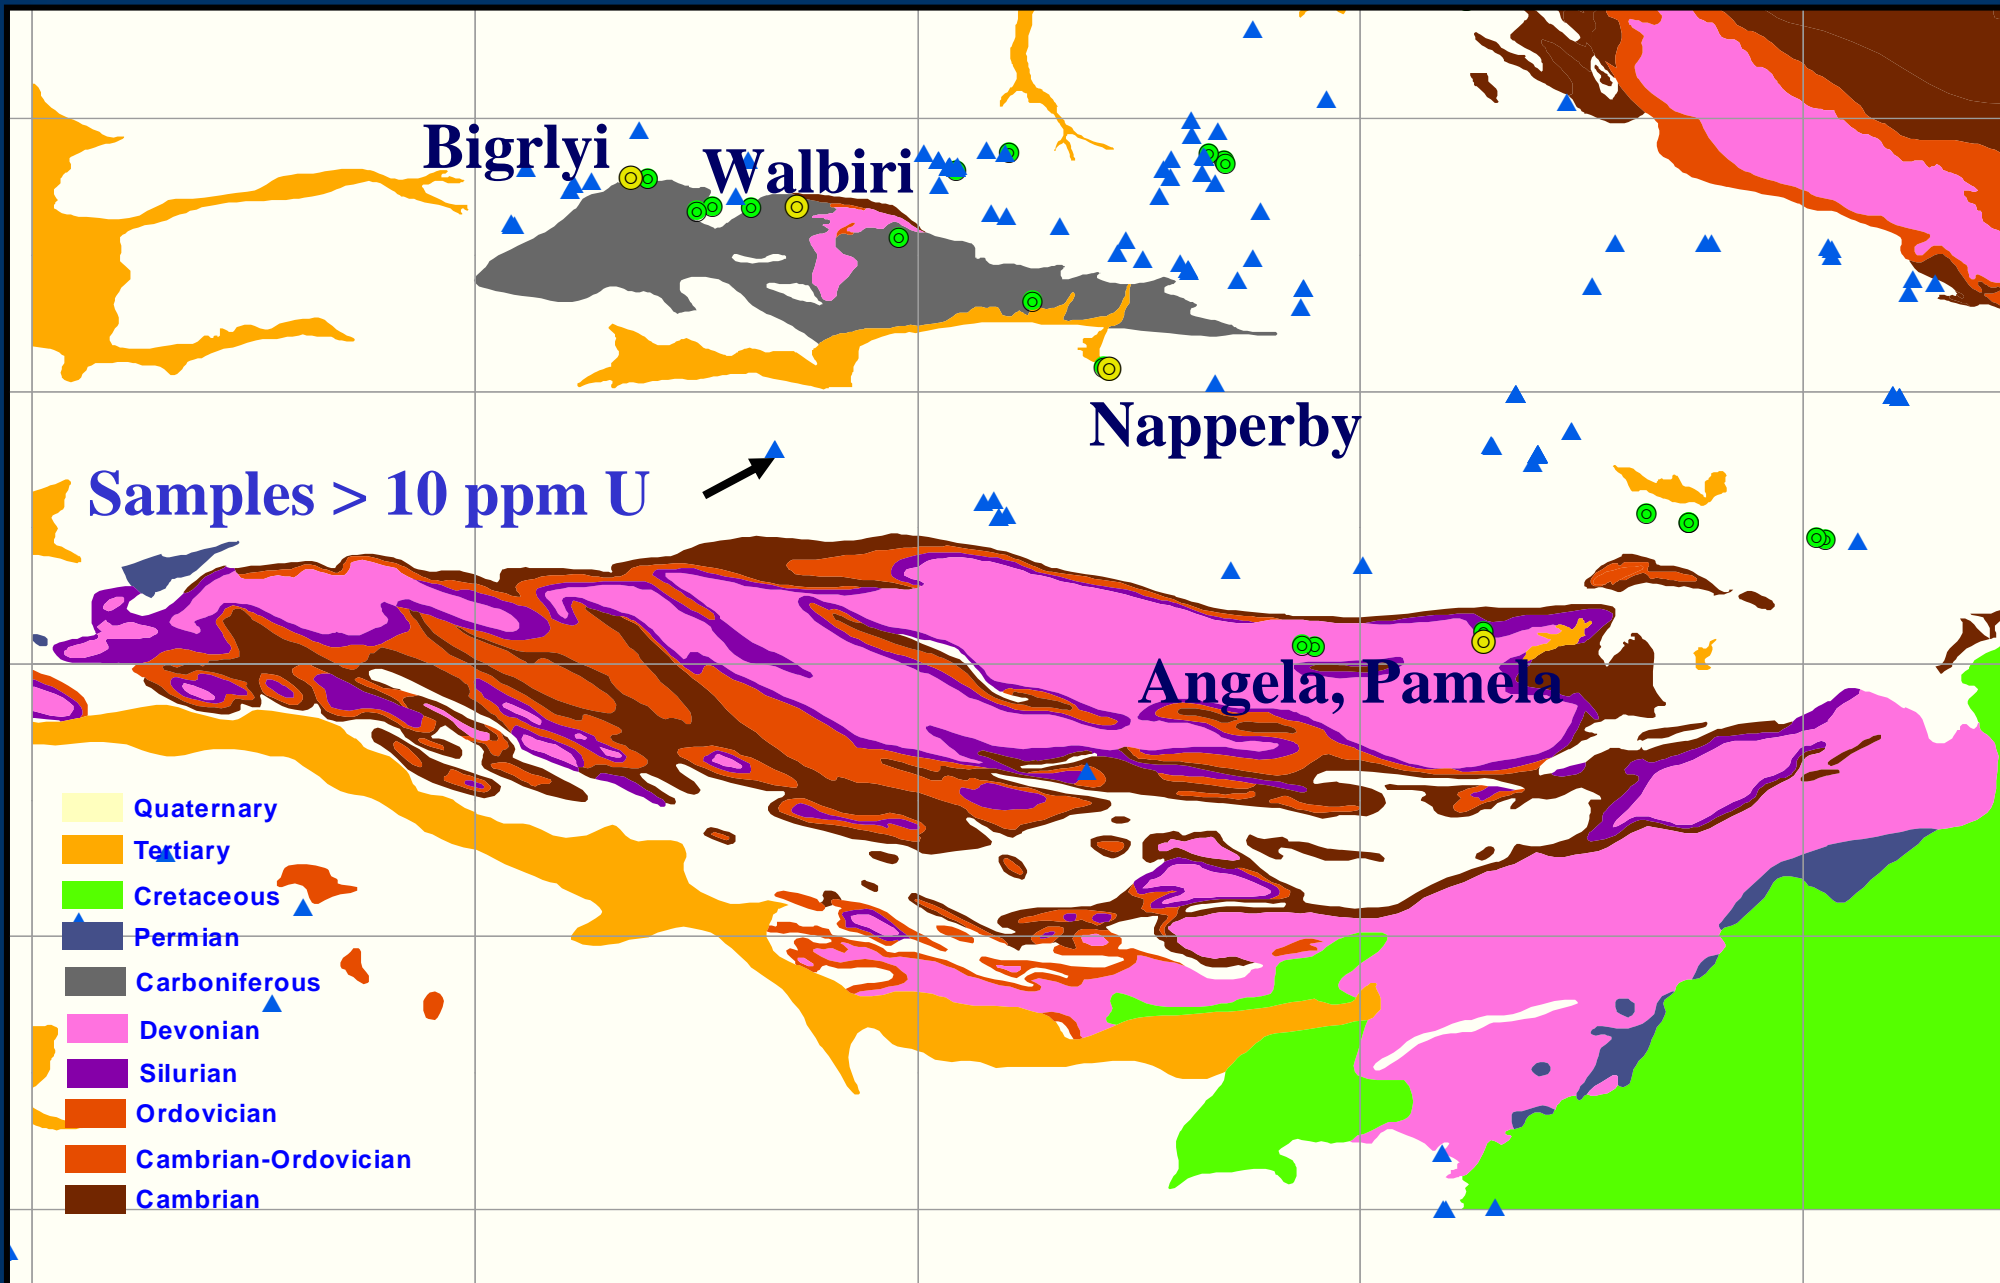 Bigrlyi
Walbiri
Napperby
Samples > 10 ppm U
Angela, Pamela
Quaternary
Tertiary
Cretaceous
Permian
Carboniferous
Devonian
Silurian
Ordovician
Cambrian-Ordovician
Cambrian